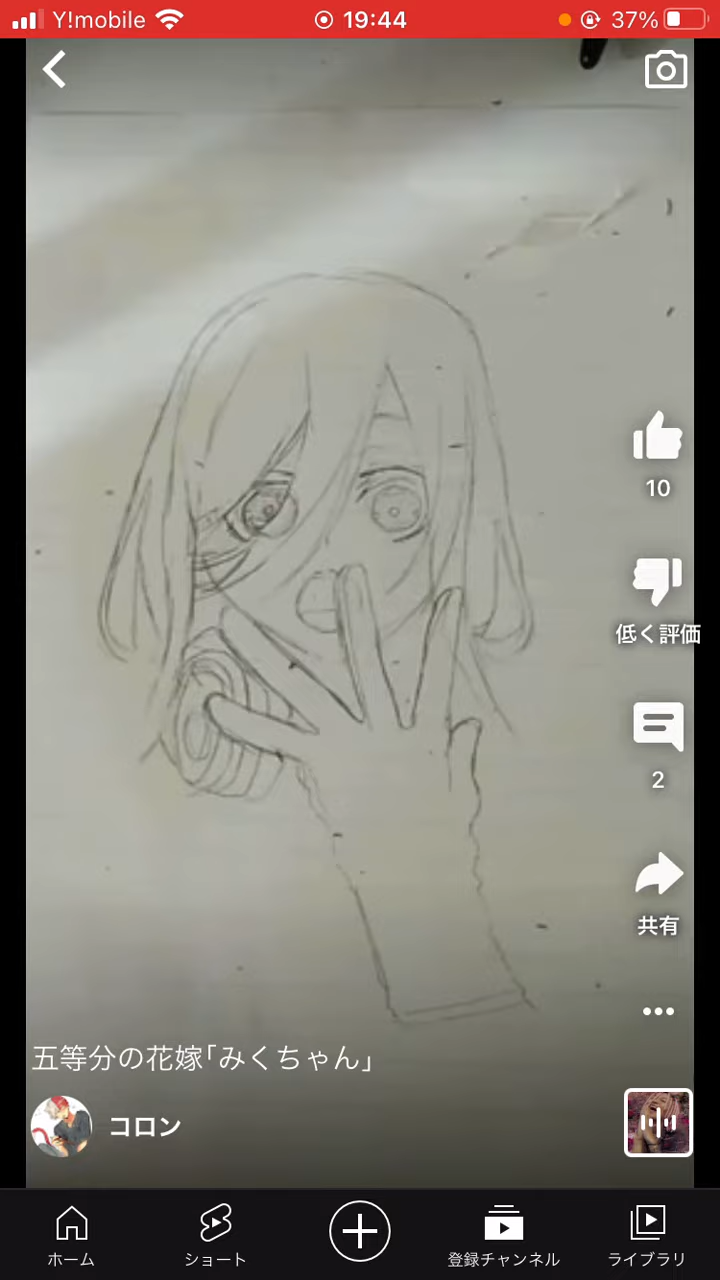 Y!mobile 19:44 37%
10
低く評価
2
共有
五等分の花嫁「みくちゃん」
コロン
ホーム
ショート
登録チャンネル
ライブラリ